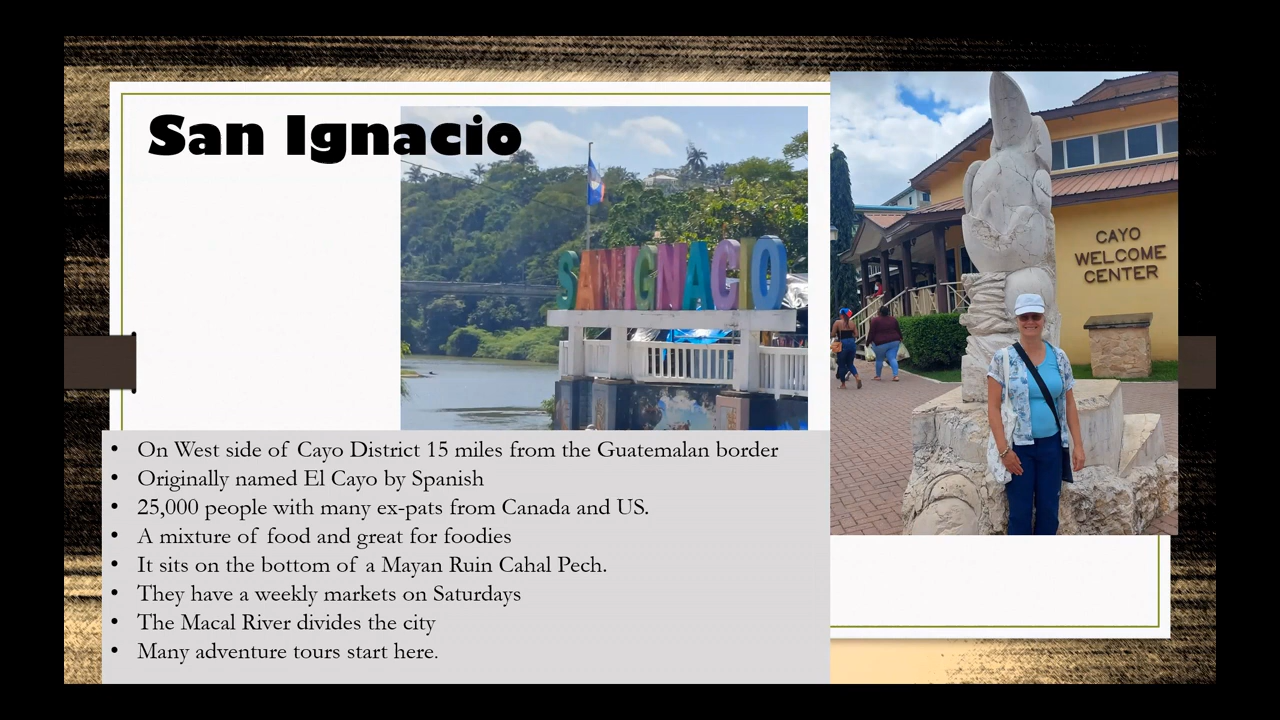 San Ignacio
SAN IGNACIO
CAYO
WELCOME
CENTER
• On West side of Cayo District 15 miles from the Guatemalan border
• Originally named El Cayo by Spanish
• 25,000 people with many ex-pats from Canada and US.
• A mixture of food and great for foodies
• It sits on the bottom of a Mayan Ruin Cahal Pech.
• They have a weekly markets on Saturdays
• The Macal River divides the city
• Many adventure tours start here.